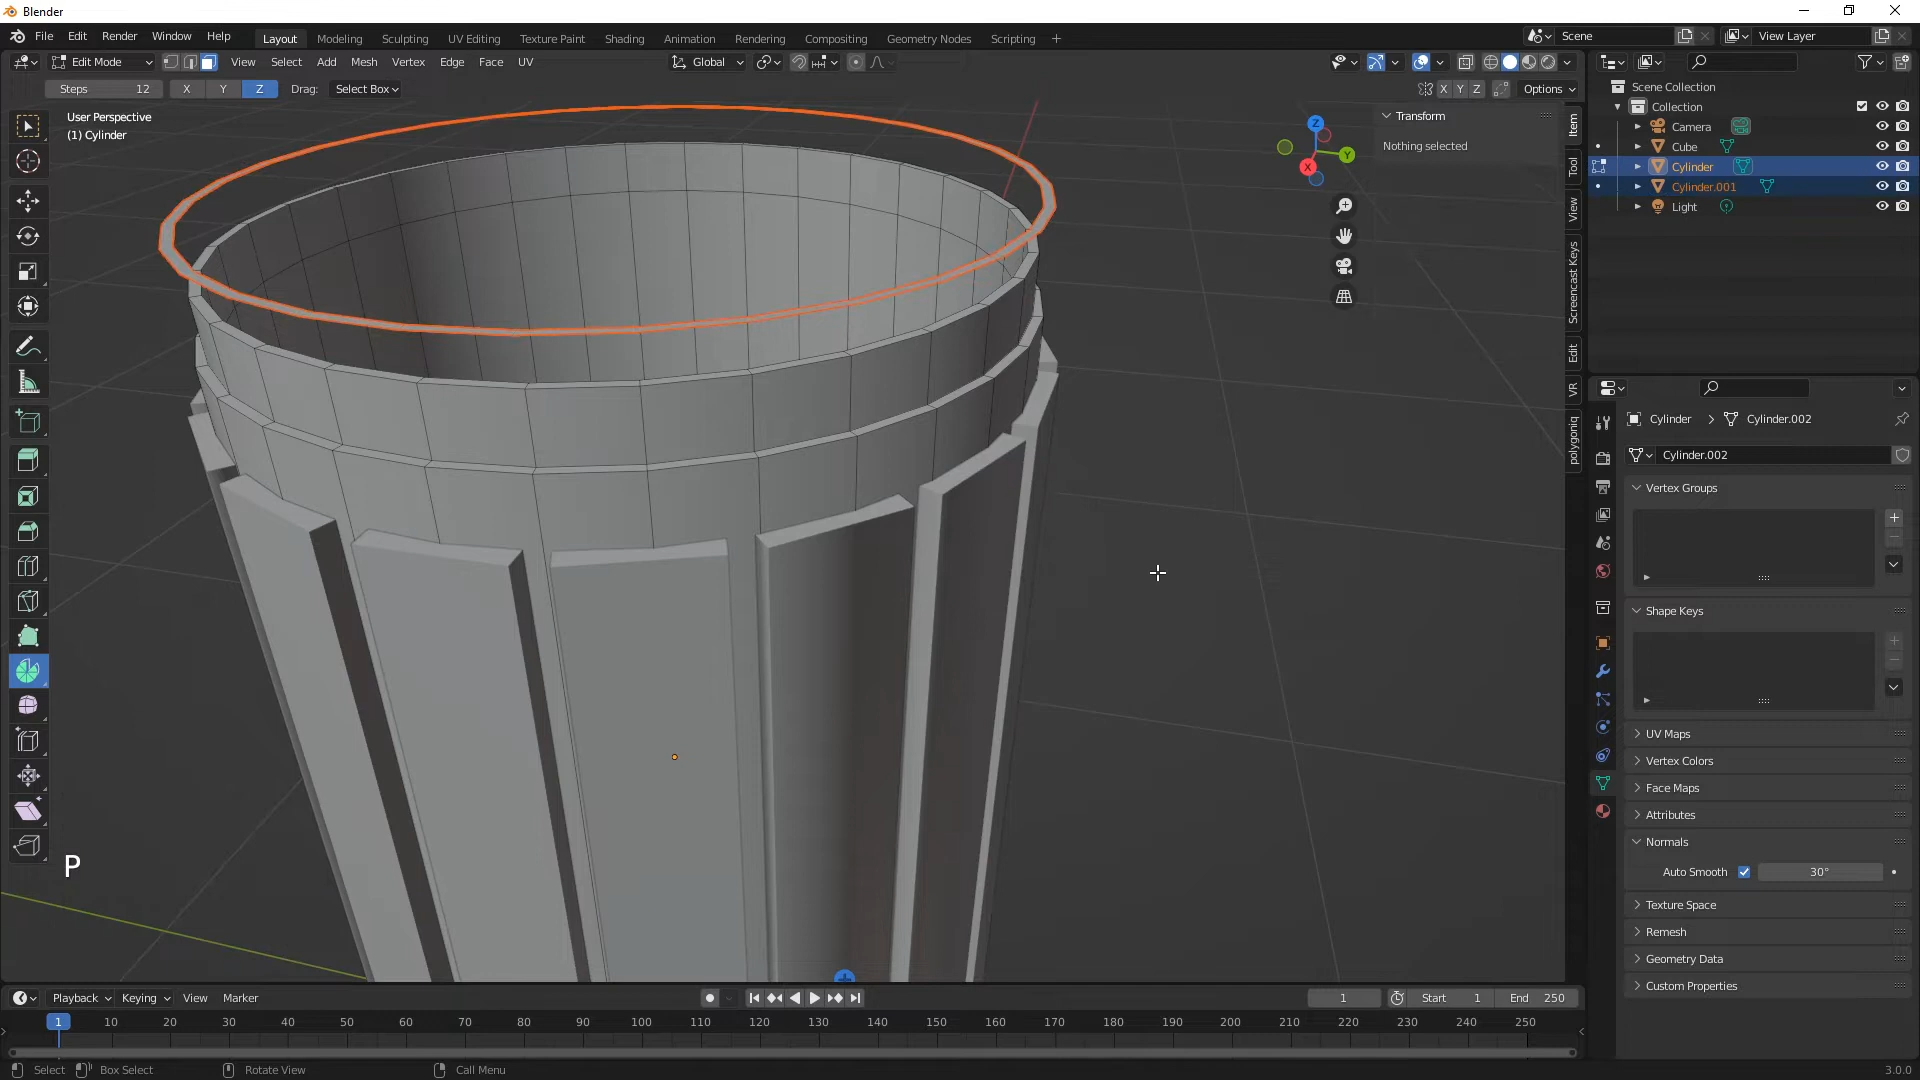 Blender
File Edit Render Window Help
Layout Modeling Sculpting UV Editing Texture Paint Shading Animation Rendering Compositing Geometry Nodes Scripting +
Scene
View Layer
Edit Mode
View Select Add Mesh Vertex Edge Face UV
Global
Steps 12 X Y Z Drag: Select Box
X Y Z Options
User Perspective
(1) Cylinder
Transform
Nothing selected
Z
Y
X
Item
Tool
View
Screencast Keys
Edit
VR
polygoniq
P
Scene Collection
Collection
Camera
Cube
Cylinder
Cylinder.001
Light
Cylinder > Cylinder.002
Cylinder.002
Vertex Groups
Shape Keys
UV Maps
Vertex Colors
Face Maps
Attributes
Normals
Auto Smooth 30°
Texture Space
Remesh
Geometry Data
Custom Properties
Playback Keying View Marker
1 Start 1 End 250
1 10 20 30 40 50 60 70 80 90 100 110 120 130 140 150 160 170 180 190 200 210 220 230 240 250
Select Box Select Rotate View Call Menu 3.0.0